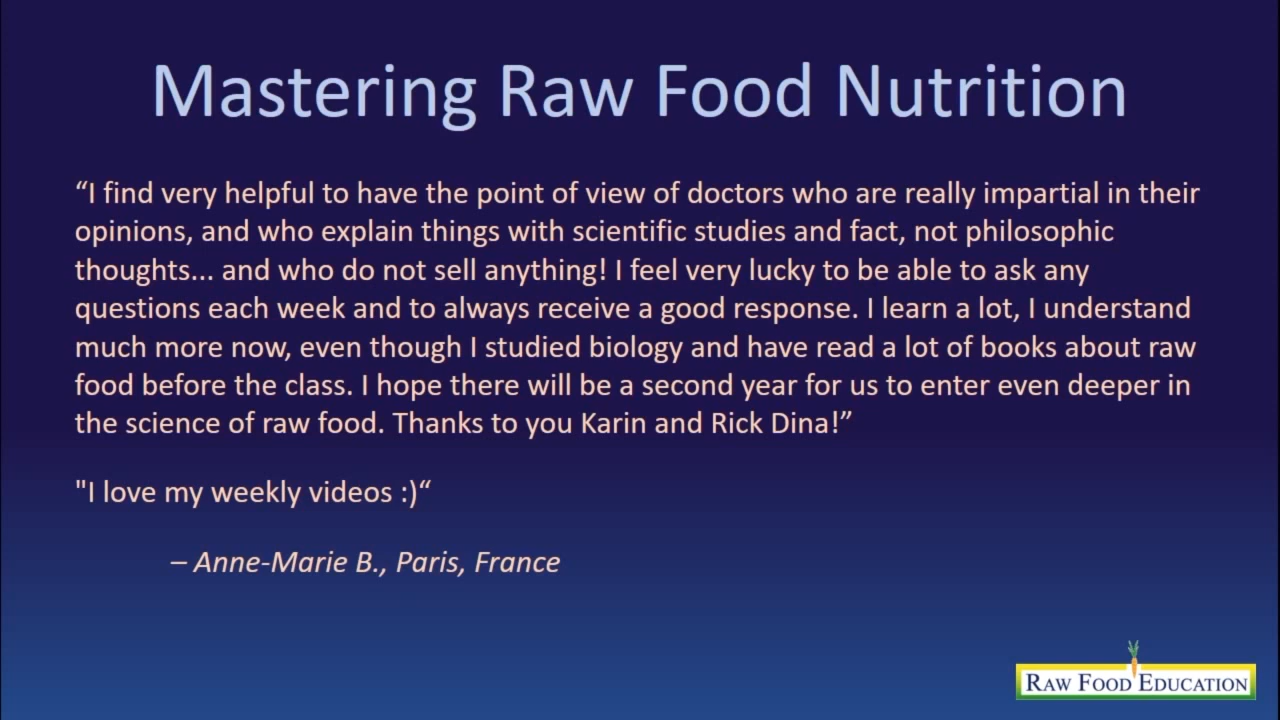 Mastering Raw Food Nutrition
“I find very helpful to have the point of view of doctors who are really impartial in their
opinions, and who explain things with scientific studies and fact, not philosophic
thoughts... and who do not sell anything! I feel very lucky to be able to ask any
questions each week and to always receive a good response. I learn a lot, I understand
much more now, even though I studied biology and have read a lot of books about raw
food before the class. I hope there will be a second year for us to enter even deeper in
the science of raw food. Thanks to you Karin and Rick Dina!”
"I love my weekly videos :)“
– Anne-Marie B., Paris, France
RAW FOOD EDUCATION